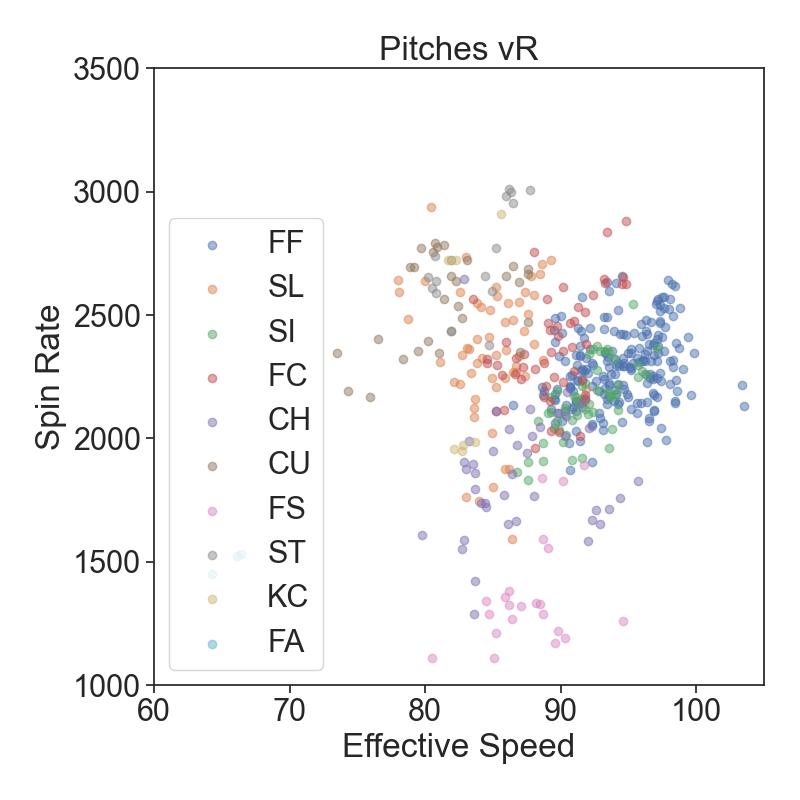 Pitches vR
3500
3000
2500
2000
1500
1000
Spin Rate
FF
SL
SI
FC
CH
CU
FS
ST
KC
FA
60 70 80 90 100
Effective Speed